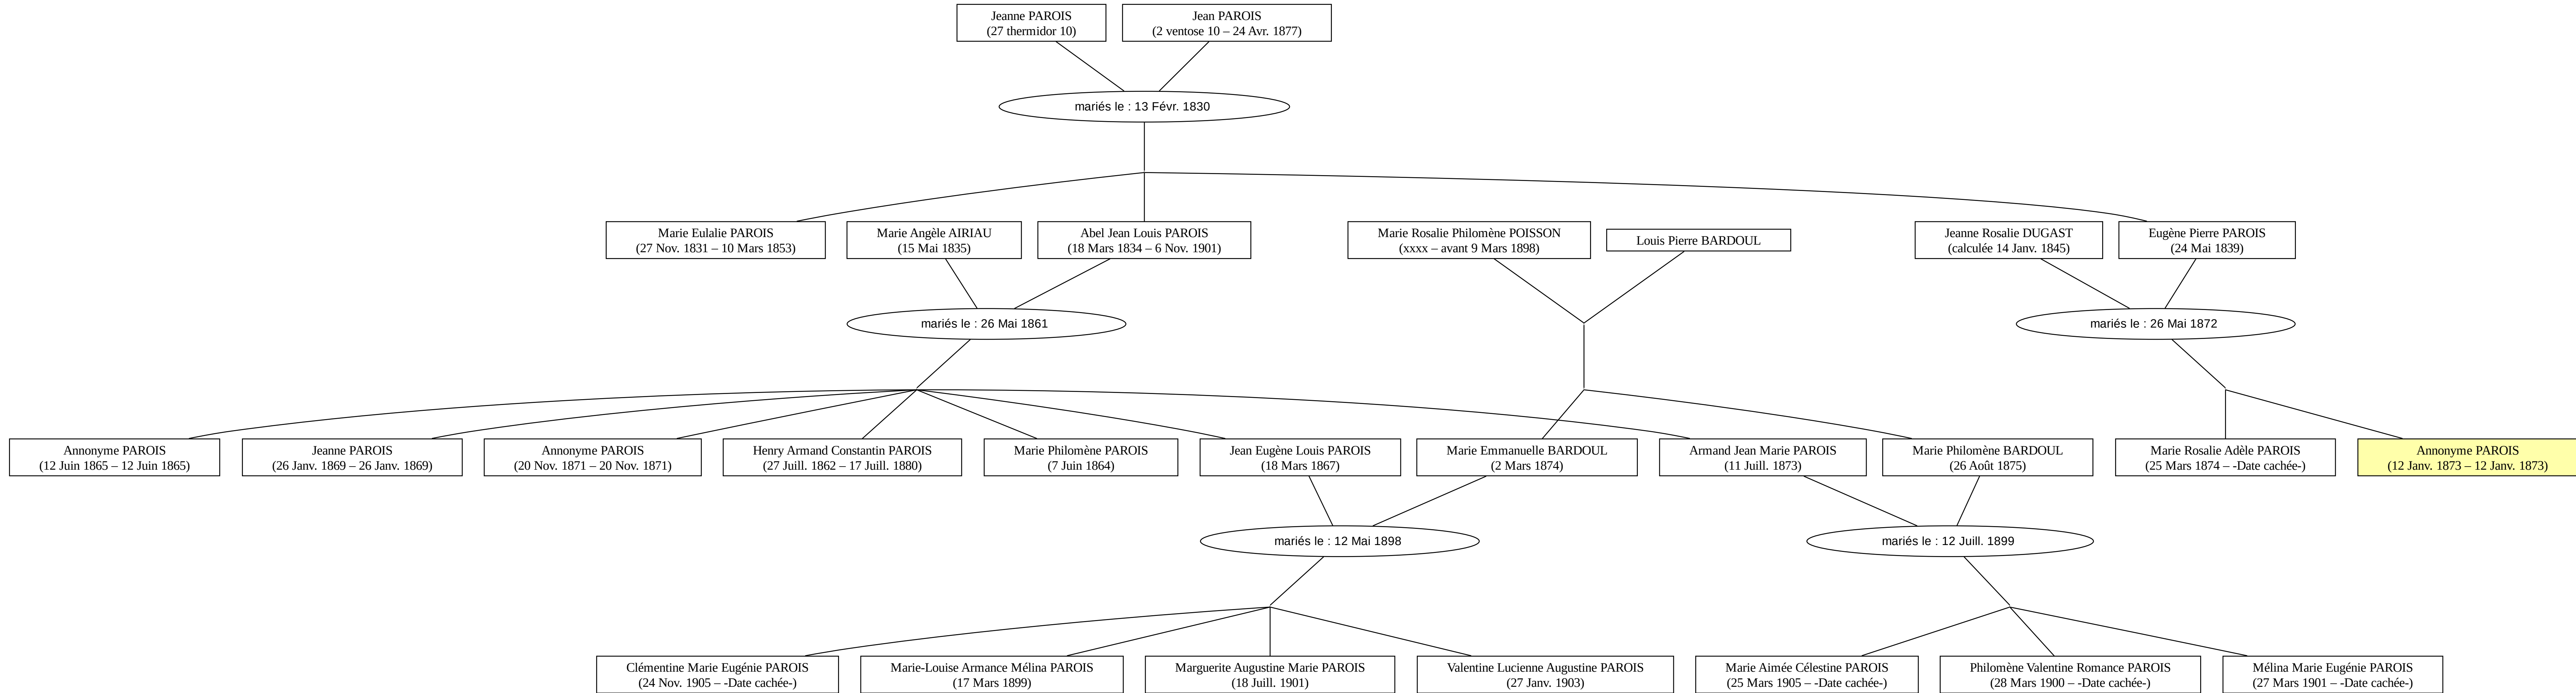 Jeanne PAROIS
(27 thermidor 10)
Jean PAROIS
(2 ventose 10 – 24 Avr. 1877)
mariés le : 13 Févr. 1830
Marie Eulalie PAROIS
(27 Nov. 1831 – 10 Mars 1853)
Marie Angèle AIRIAU
(15 Mai 1835)
Abel Jean Louis PAROIS
(18 Mars 1834 – 6 Nov. 1901)
Marie Rosalie Philomène POISSON
(xxxx – avant 9 Mars 1898)
Louis Pierre BARDOUL
Jeanne Rosalie DUGAST
(calculée 14 Janv. 1845)
Eugène Pierre PAROIS
(24 Mai 1839)
mariés le : 26 Mai 1861
mariés le : 26 Mai 1872
Annonyme PAROIS
(12 Juin 1865 – 12 Juin 1865)
Jeanne PAROIS
(26 Janv. 1869 – 26 Janv. 1869)
Annonyme PAROIS
(20 Nov. 1871 – 20 Nov. 1871)
Henry Armand Constantin PAROIS
(27 Juill. 1862 – 17 Juill. 1880)
Marie Philomène PAROIS
(7 Juin 1864)
Jean Eugène Louis PAROIS
(18 Mars 1867)
Marie Emmanuelle BARDOUL
(2 Mars 1874)
Armand Jean Marie PAROIS
(11 Juill. 1873)
Marie Philomène BARDOUL
(26 Août 1875)
Marie Rosalie Adèle PAROIS
(25 Mars 1874 – -Date cachée-)
Annonyme PAROIS
(12 Janv. 1873 – 12 Janv. 1873)
mariés le : 12 Mai 1898
mariés le : 12 Juill. 1899
Clémentine Marie Eugénie PAROIS
(24 Nov. 1905 – -Date cachée-)
Marie-Louise Armance Mélina PAROIS
(17 Mars 1899)
Marguerite Augustine Marie PAROIS
(18 Juill. 1901)
Valentine Lucienne Augustine PAROIS
(27 Janv. 1903)
Marie Aimée Célestine PAROIS
(25 Mars 1905 – -Date cachée-)
Philomène Valentine Romance PAROIS
(28 Mars 1900 – -Date cachée-)
Mélina Marie Eugénie PAROIS
(27 Mars 1901 – -Date cachée-)